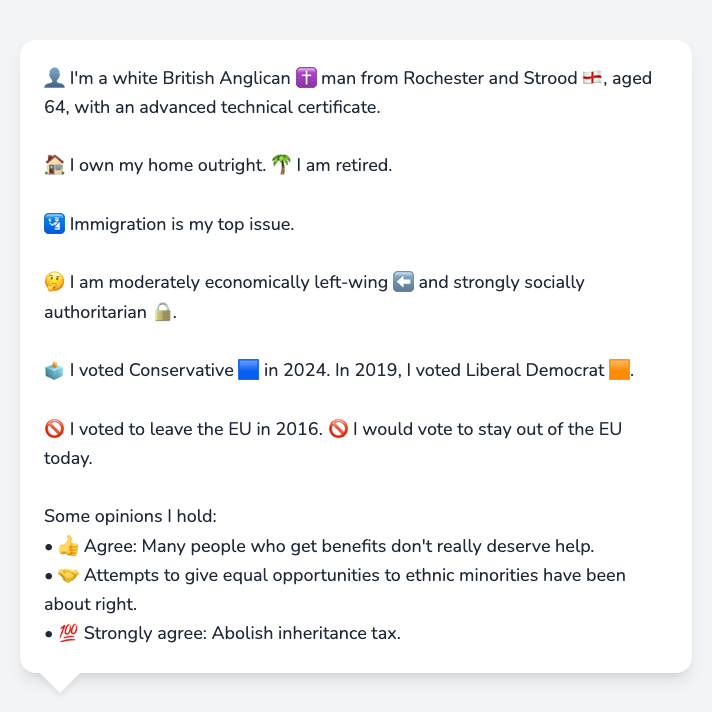 👤 I'm a white British Anglican ✝️ man from Rochester and Strood 🏴󠁧󠁢󠁥󠁮󠁧󠁿, aged
64, with an advanced technical certificate.
🏠 I own my home outright. 🌴 I am retired.
🛂 Immigration is my top issue.
🤔 I am moderately economically left-wing ⬅️ and strongly socially
authoritarian 🔒.
🗳️ I voted Conservative 🟦 in 2024. In 2019, I voted Liberal Democrat 🟧.
🚫 I voted to leave the EU in 2016. 🚫 I would vote to stay out of the EU
today.
Some opinions I hold:
• 👍 Agree: Many people who get benefits don't really deserve help.
• 🤝 Attempts to give equal opportunities to ethnic minorities have been
about right.
• 💯 Strongly agree: Abolish inheritance tax.